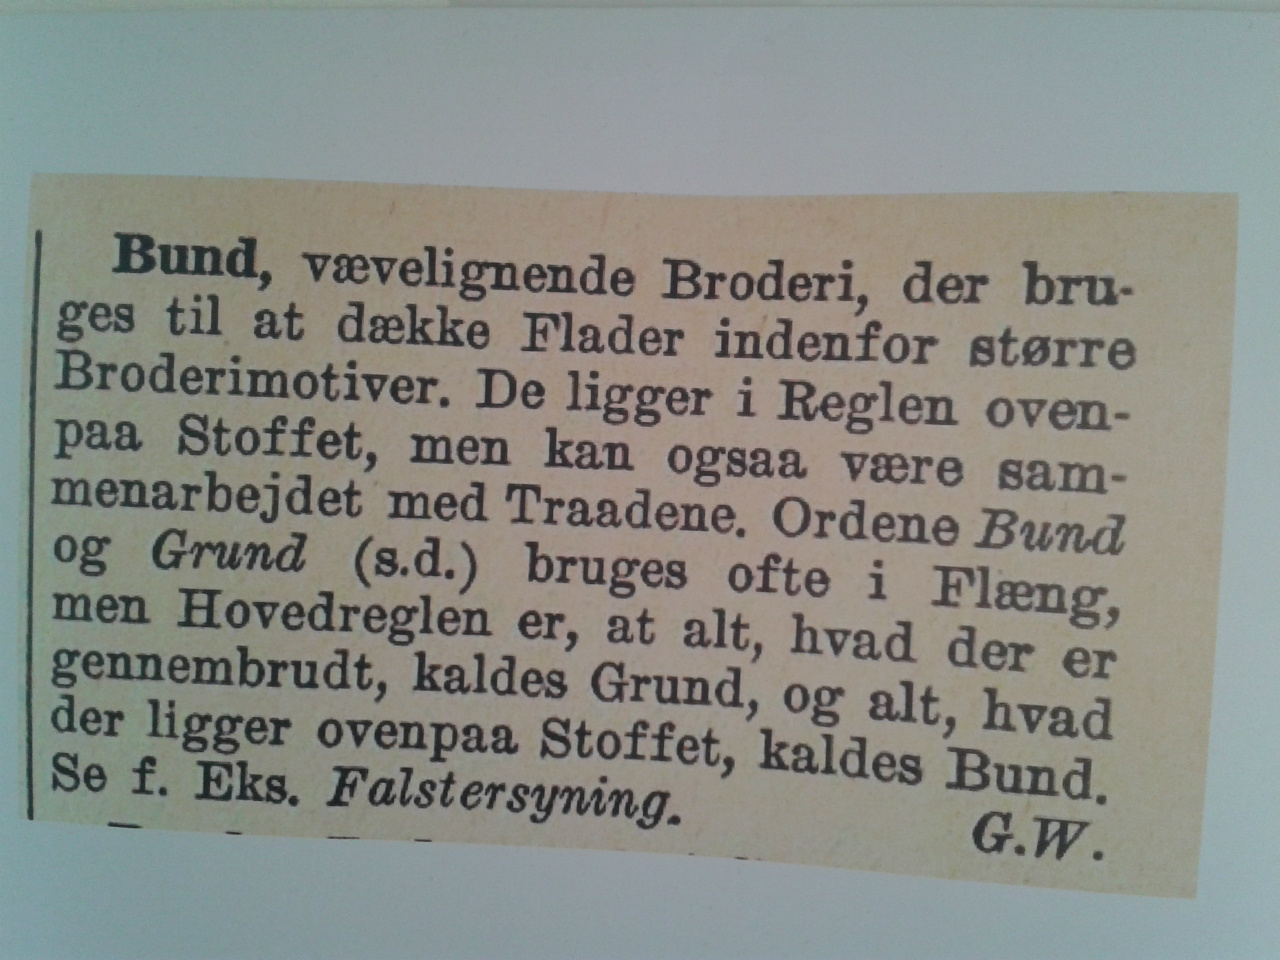 Bund, vævelignende Broderi, der bru-
ges til at dække Flader indenfor større
Broderimotiver. De ligger i Reglen oven-
paa Stoffet, men kan ogsaa være sam-
menarbejdet med Traadene. Ordene Bund
og Grund (s.d.) bruges ofte i Flæng,
men Hovedreglen er, at alt, hvad der er
gennembrudt, kaldes Grund, og alt, hvad
der ligger ovenpaa Stoffet, kaldes Bund.
Se f. Eks. Falstersyning. G.W.